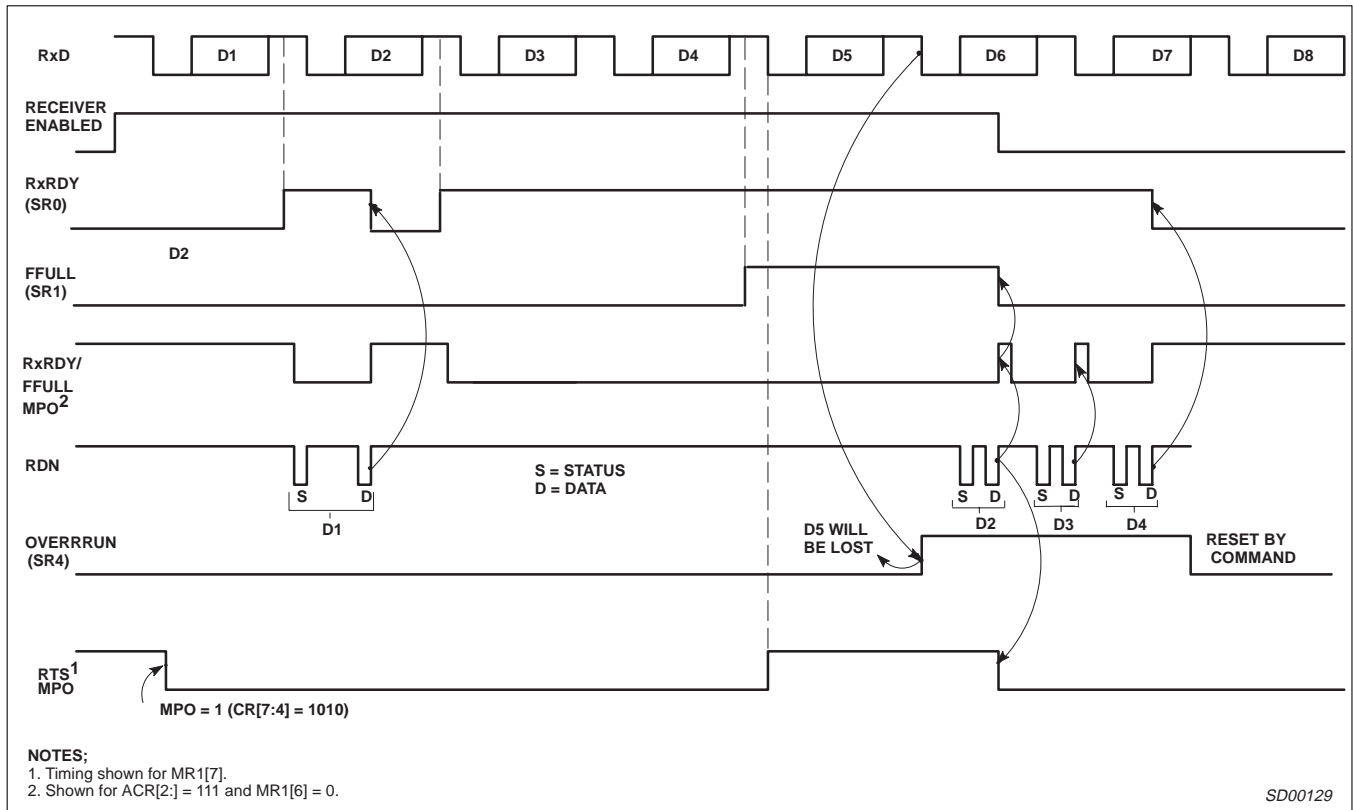 RxD D1 D2 D3 D4 D5 D6 D7 D8
RECEIVER
ENABLED
RxRDY
(SR0)
D2
FFULL
(SR1)
RxRDY/
FFULL
MPO2
RDN
S = STATUS
D = DATA
S D S D S D S D
D1 D2 D3 D4
OVERRRUN
(SR4)
D5 WILL
BE LOST
RESET BY
COMMAND
RTS1
MPO
MPO = 1 (CR[7:4] = 1010)
NOTES;
1. Timing shown for MR1[7].
2. Shown for ACR[2:] = 111 and MR1[6] = 0.
SD00129